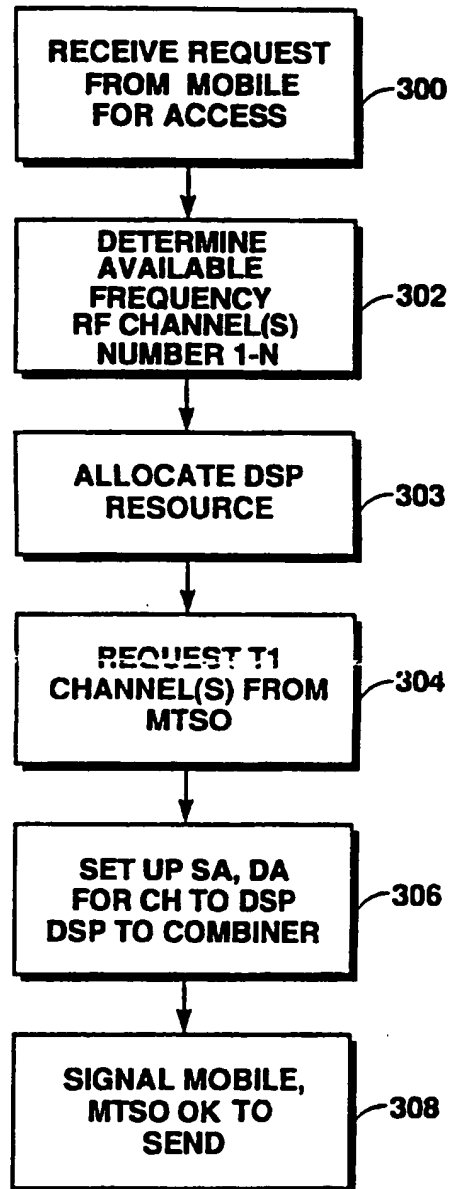 RECEIVE REQUEST
FROM MOBILE
FOR ACCESS
300
DETERMINE
AVAILABLE
FREQUENCY
RF CHANNEL(S)
NUMBER 1-N
302
ALLOCATE DSP
RESOURCE
303
REQUEST T1
CHANNEL(S) FROM
MTSO
304
SET UP SA, DA
FOR CH TO DSP
DSP TO COMBINER
306
SIGNAL MOBILE,
MTSO OK TO
SEND
308